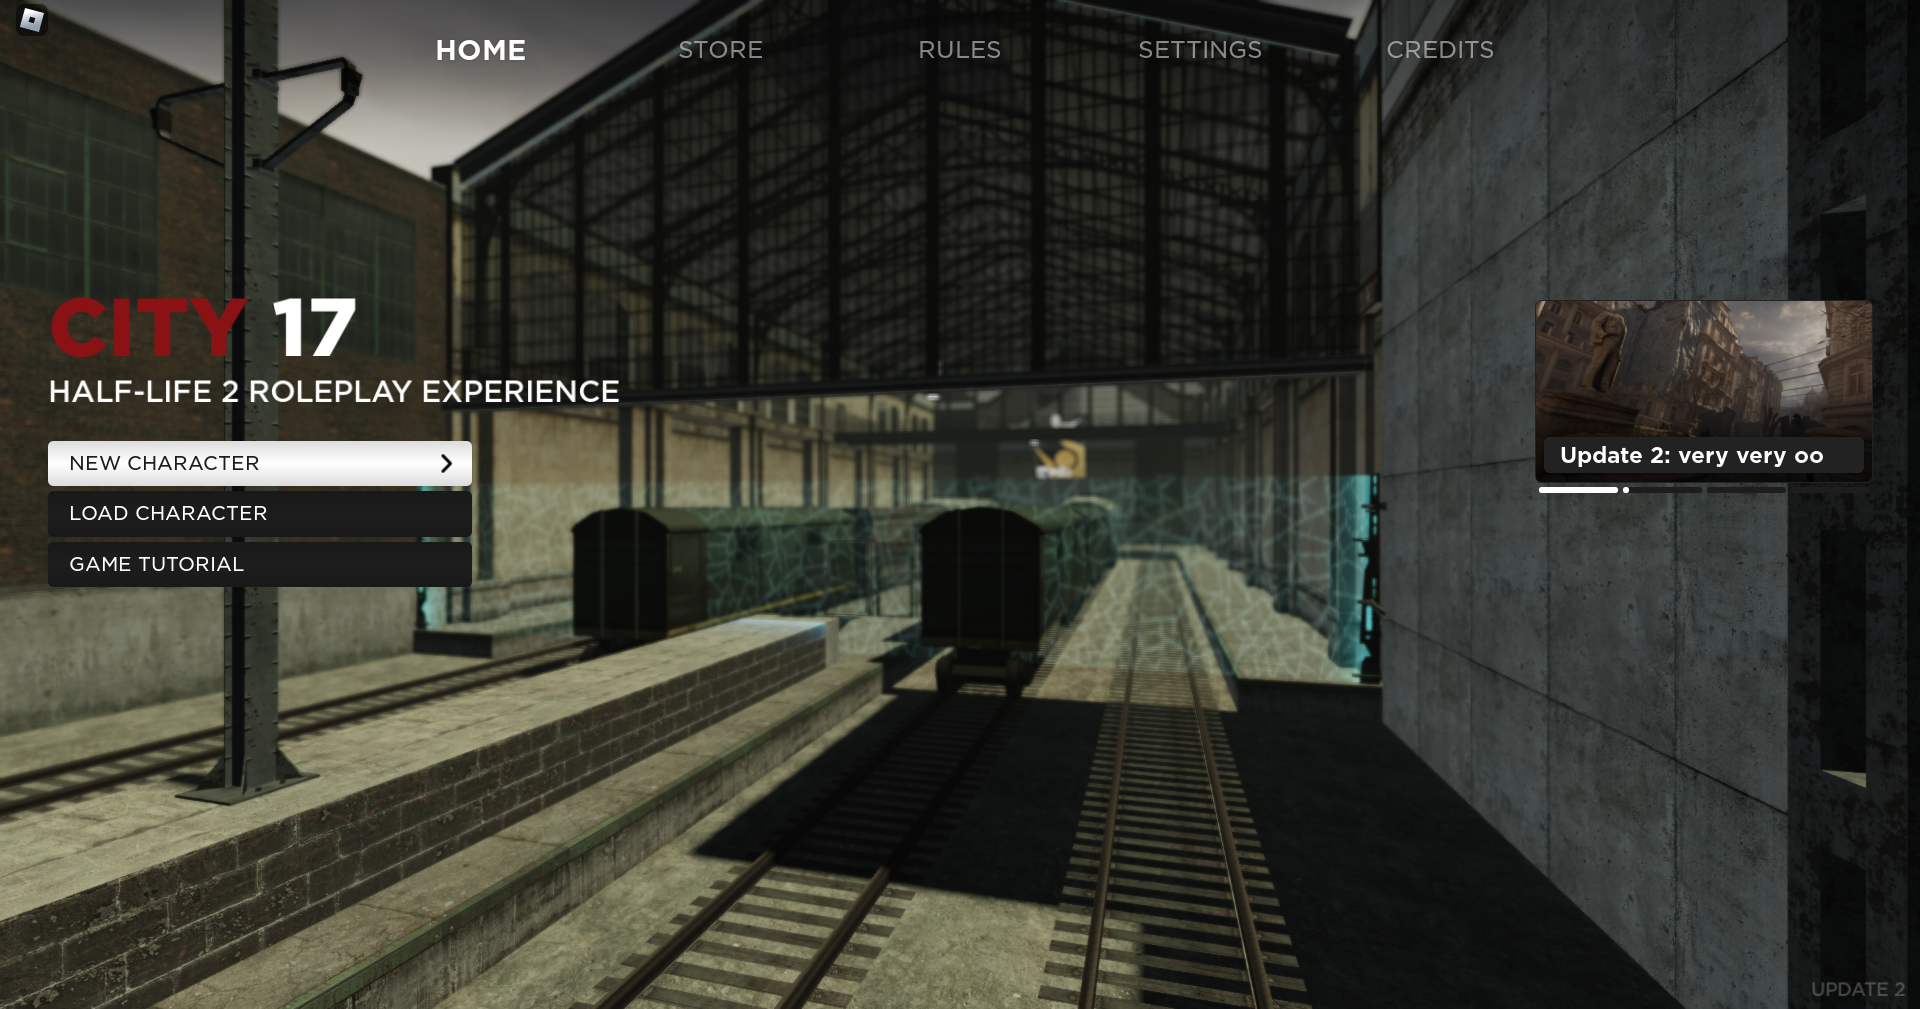 HOME
STORE
RULES
SETTINGS
CREDITS
CITY 17
HALF-LIFE 2 ROLEPLAY EXPERIENCE
NEW CHARACTER
LOAD CHARACTER
GAME TUTORIAL
Update 2: very very oo
UPDATE 2